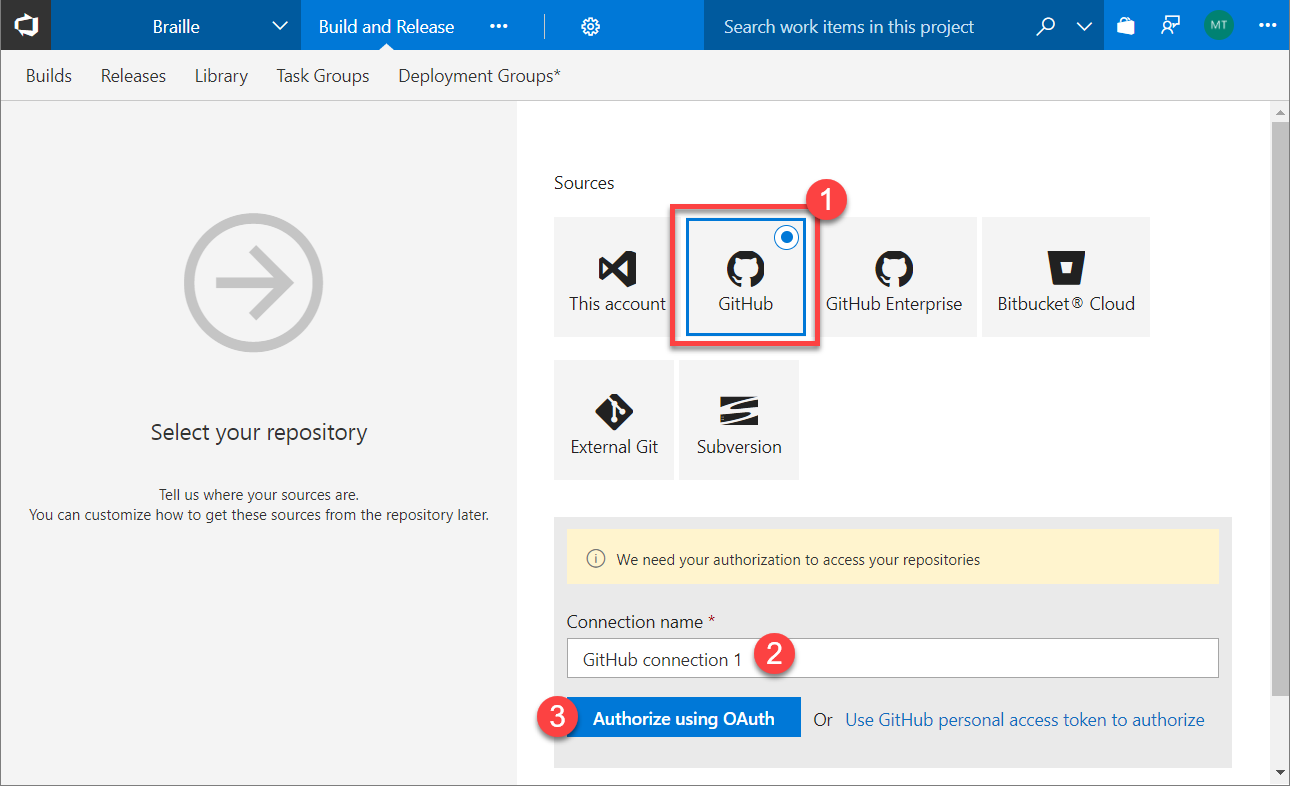 Braille Build and Release ••• Search work items in this project MT •••
Builds Releases Library Task Groups Deployment Groups*
Sources
1
This account GitHub GitHub Enterprise Bitbucket® Cloud
External Git Subversion
Select your repository
Tell us where your sources are.
You can customize how to get these sources from the repository later.
We need your authorization to access your repositories
Connection name *
GitHub connection 1 2
3 Authorize using OAuth Or Use GitHub personal access token to authorize